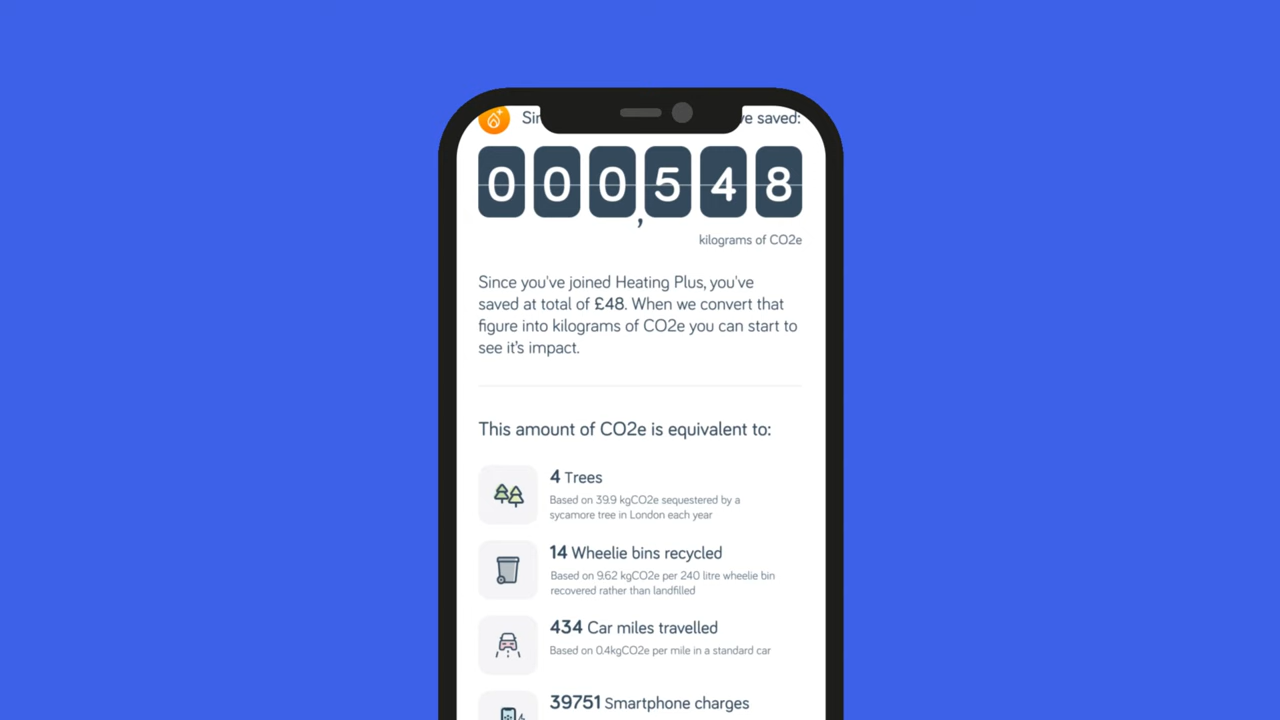 ve saved:
000,548
kilograms of CO2e
Since you've joined Heating Plus, you've
saved at total of £48. When we convert that
figure into kilograms of CO2e you can start to
see it's impact.
This amount of CO2e is equivalent to:
4 Trees
Based on 39.9 kgCO2e sequestered by a
sycamore tree in London each year
14 Wheelie bins recycled
Based on 9.62 kgCO2e per 240 litre wheelie bin
recovered rather than landfilled
434 Car miles travelled
Based on 0.4kgCO2e per mile in a standard car
39751 Smartphone charges